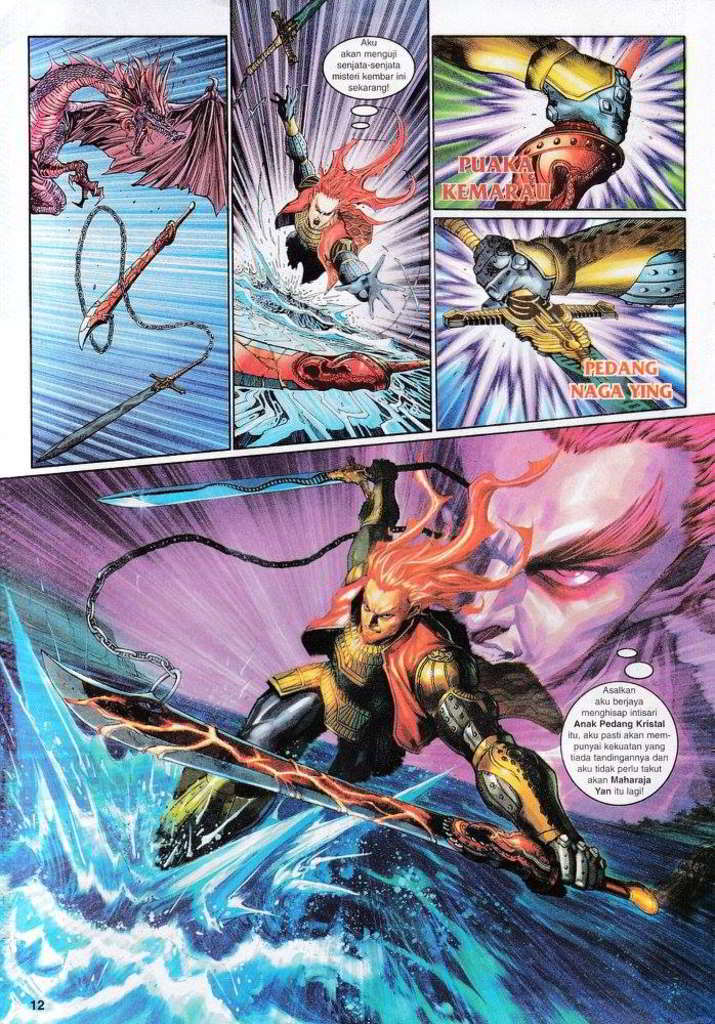 Aku
akan menguji
senjata-senjata
misteri kembar ini
sekarang!
PUAKA
KEMARAU
PEDANG
NAGA YING
Asalkan
aku berjaya
menghisap intisari
Anak Pedang Kristal
itu, aku pasti akan mem-
punyai kekuatan yang
tiada tandingannya dan
aku tidak perlu takut
akan Maharaja
Yan itu lagi!
12